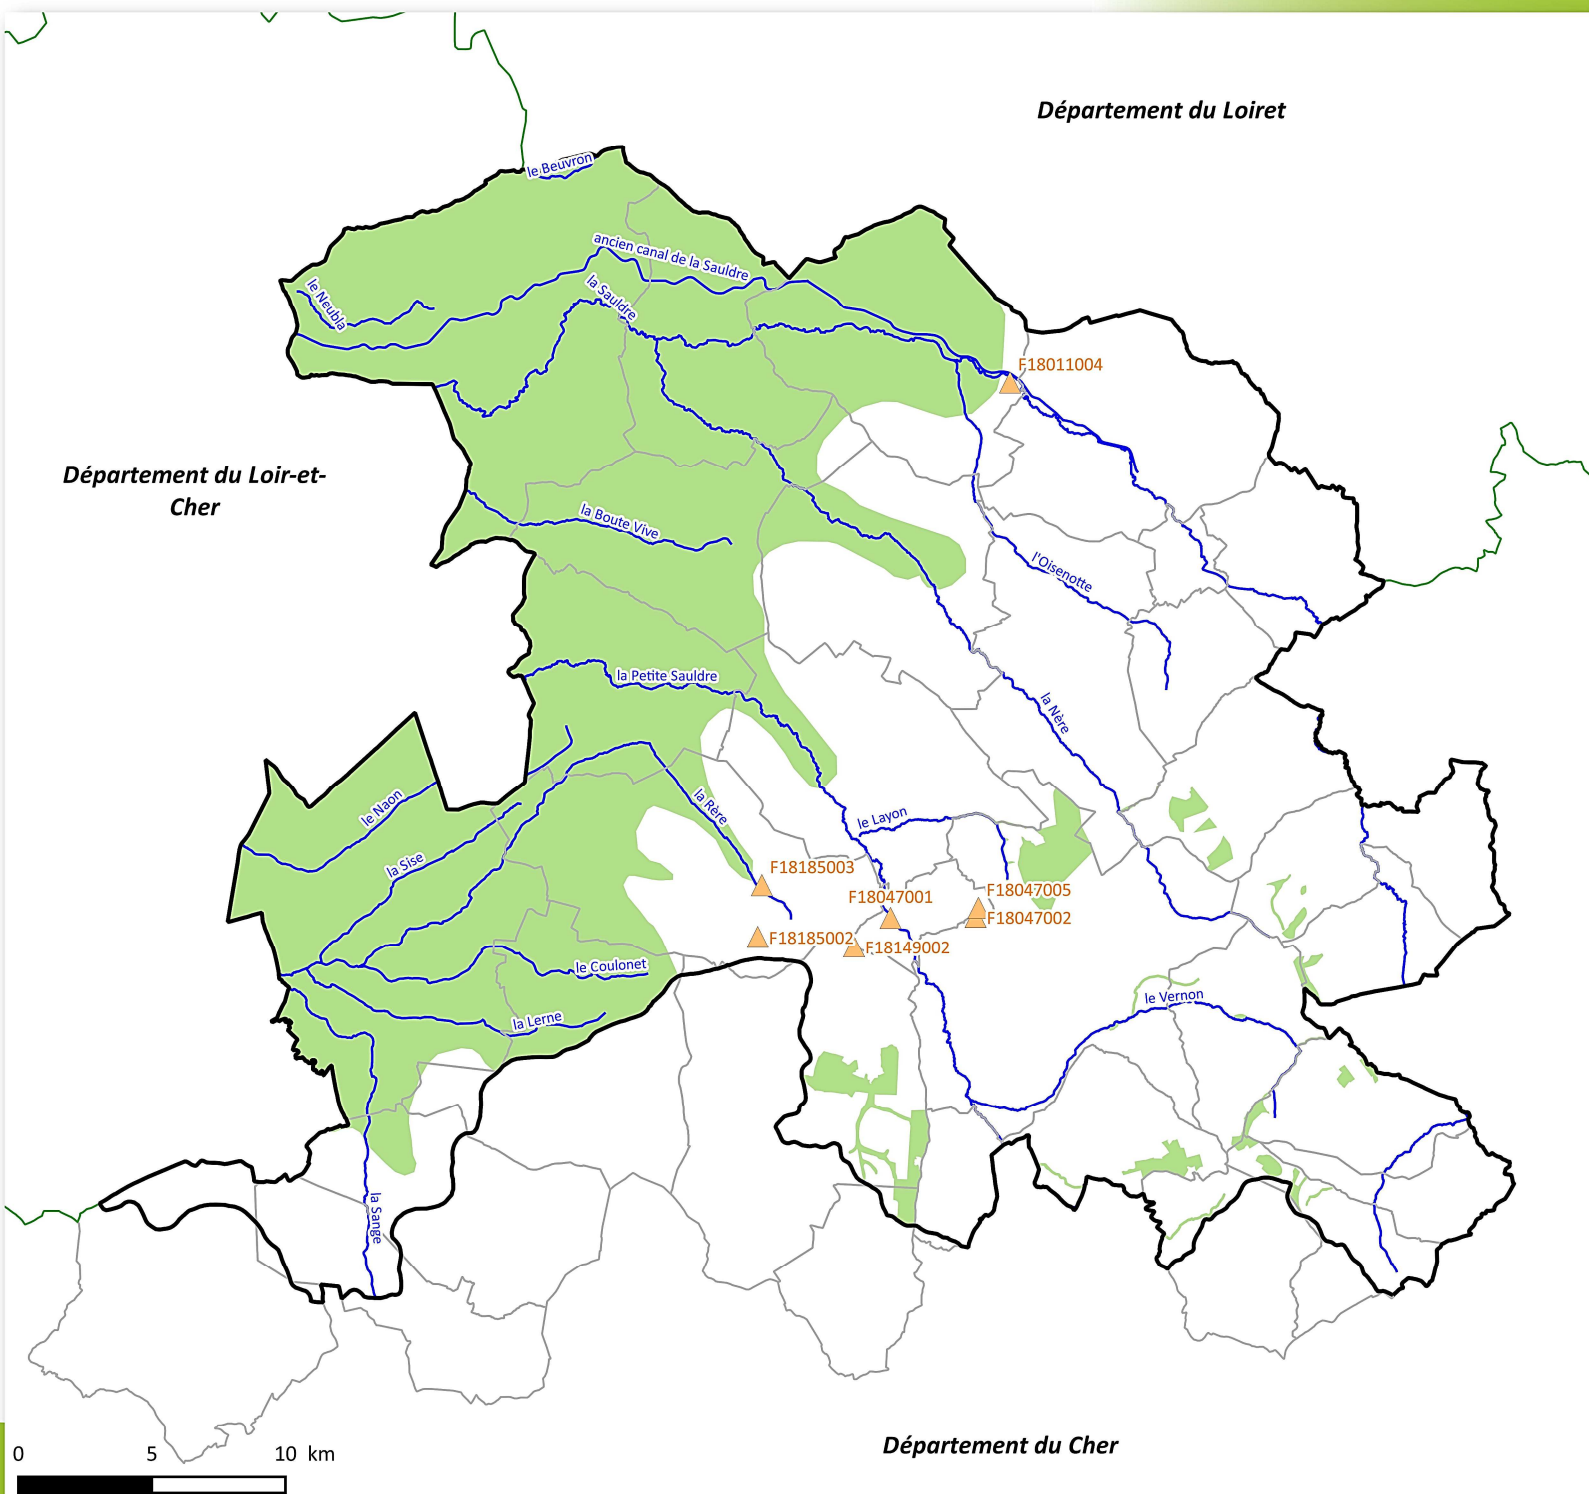 Département du Loiret
le Beuvron
ancien canal de la Sauldre
la Sauldre
le Neubla
F18011004
Département du Loir-et-
Cher
la Boute Vive
l'Oisenotte
la Petite Sauldre
la Nère
le Naon
la Rère
le Layon
la Sise
F18185003
F18047001
F18047005
F18047002
F18185002
F18149002
le Coulonet
le Vernon
la Lerne
la Sange
Département du Cher
0 5 10 km